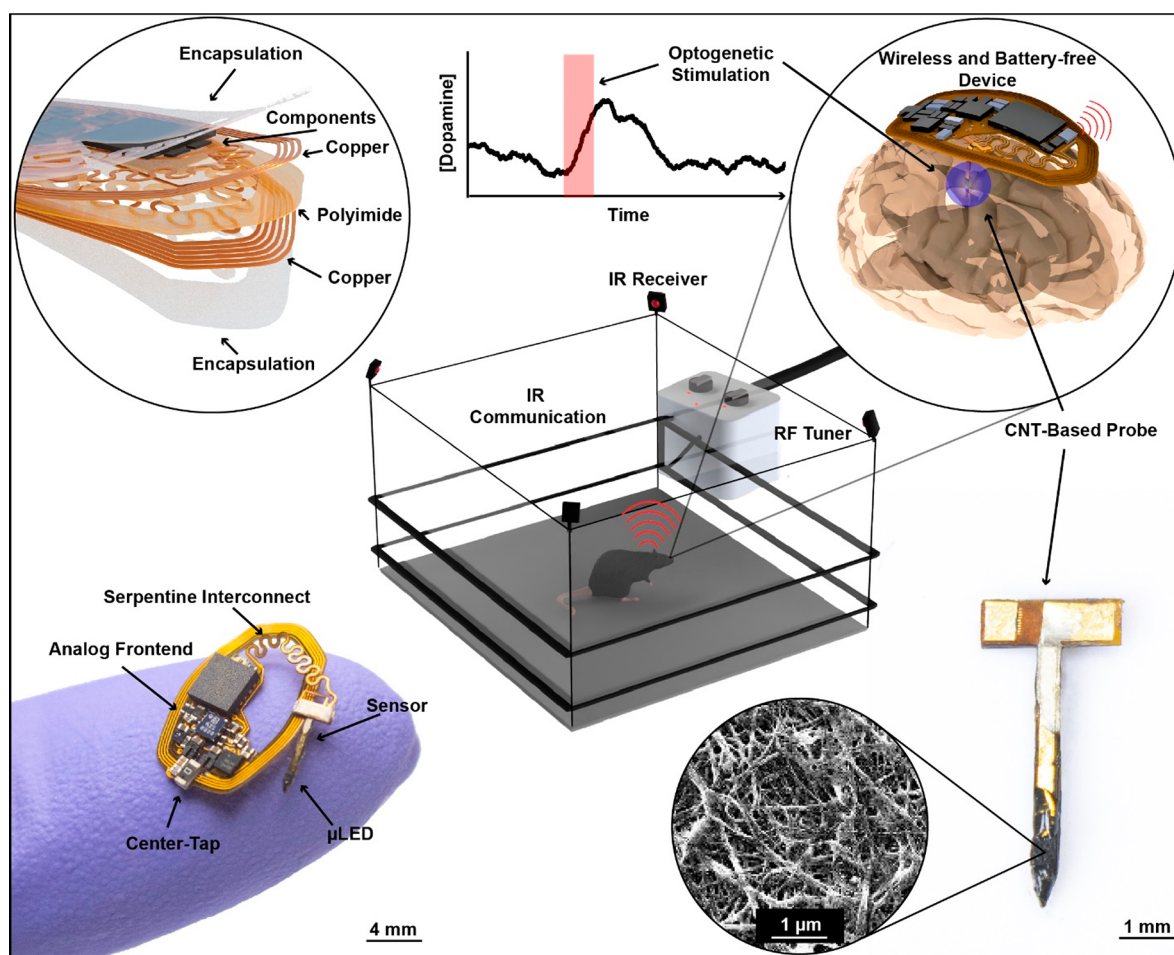 Encapsulation
Components
Copper
Polyimide
Copper
Encapsulation
[Dopamine]
Time
Optogenetic
Stimulation
Wireless and Battery-free
Device
IR Receiver
IR
Communication
RF Tuner
CNT-Based Probe
Serpentine Interconnect
Analog Frontend
Sensor
Center-Tap
µLED
4 mm
1 µm
1 mm